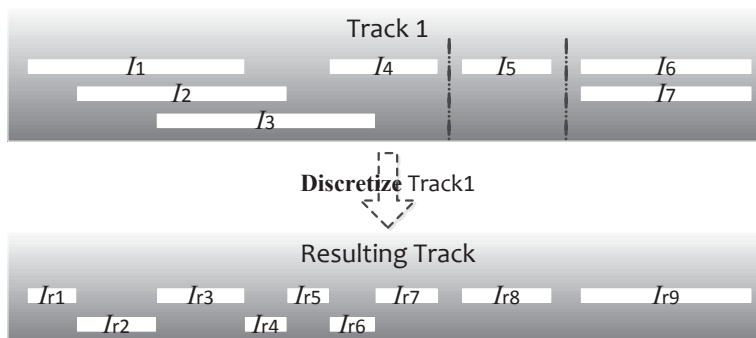 Track 1
I1 I4 I5 I6
I2 I7
I3
Discretize Track1
Resulting Track
Ir1 Ir3 Ir5 Ir7 Ir8 Ir9
Ir2 Ir4 Ir6